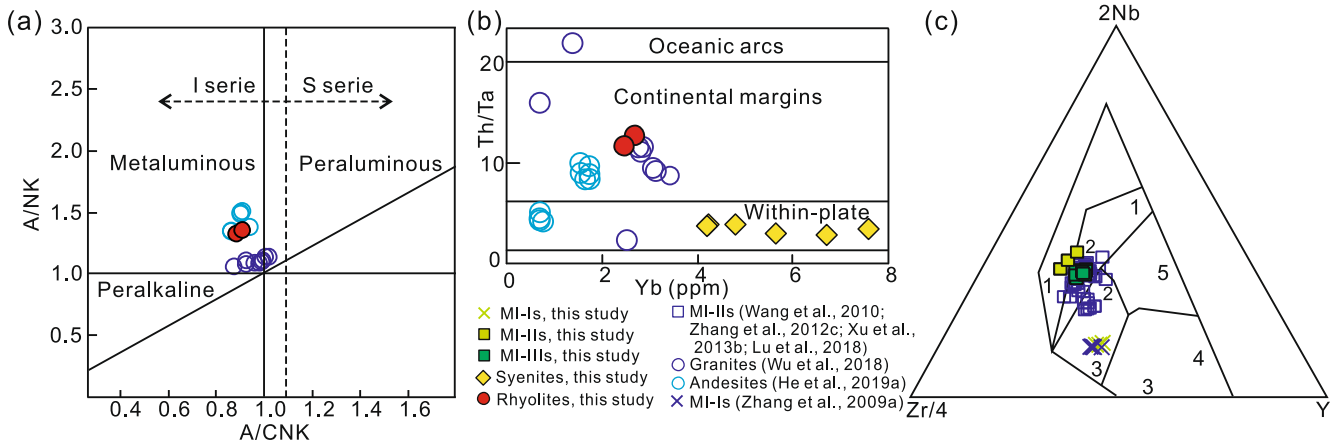 (a)
3.0
2.5
2.0
1.5
1.0
0.5
A/NK
I serie
S serie
Metaluminous
Peraluminous
Peralkaline
0.4
0.6
0.8
1.0
1.2
1.4
1.6
A/CNK
(b)
20
10
0
Th/Ta
Oceanic arcs
Continental margins
Within-plate
0
2
4
6
8
Yb (ppm)
MI-Is, this study
MI-IIs, this study
MI-IIIs, this study
Syenites, this study
Rhyolites, this study
MI-IIs (Wang et al., 2010;
Zhang et al., 2012c; Xu et al.,
2013b; Lu et al., 2018)
Granites (Wu et al., 2018)
Andesites (He et al., 2019a)
MI-Is (Zhang et al., 2009a)
(c)
2Nb
1
2
1
2
5
3
3
4
Zr/4
Y